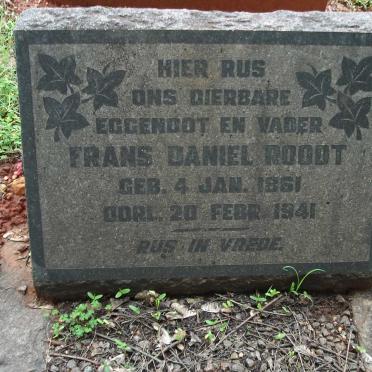 HIER RUS
ONS DIERBARE
EGGENOOT EN VADER
FRANS DANIEL ROODT
GEB. 4 JAN. 1861
OORL. 20 FEBR. 1941
RUS IN VREDE.